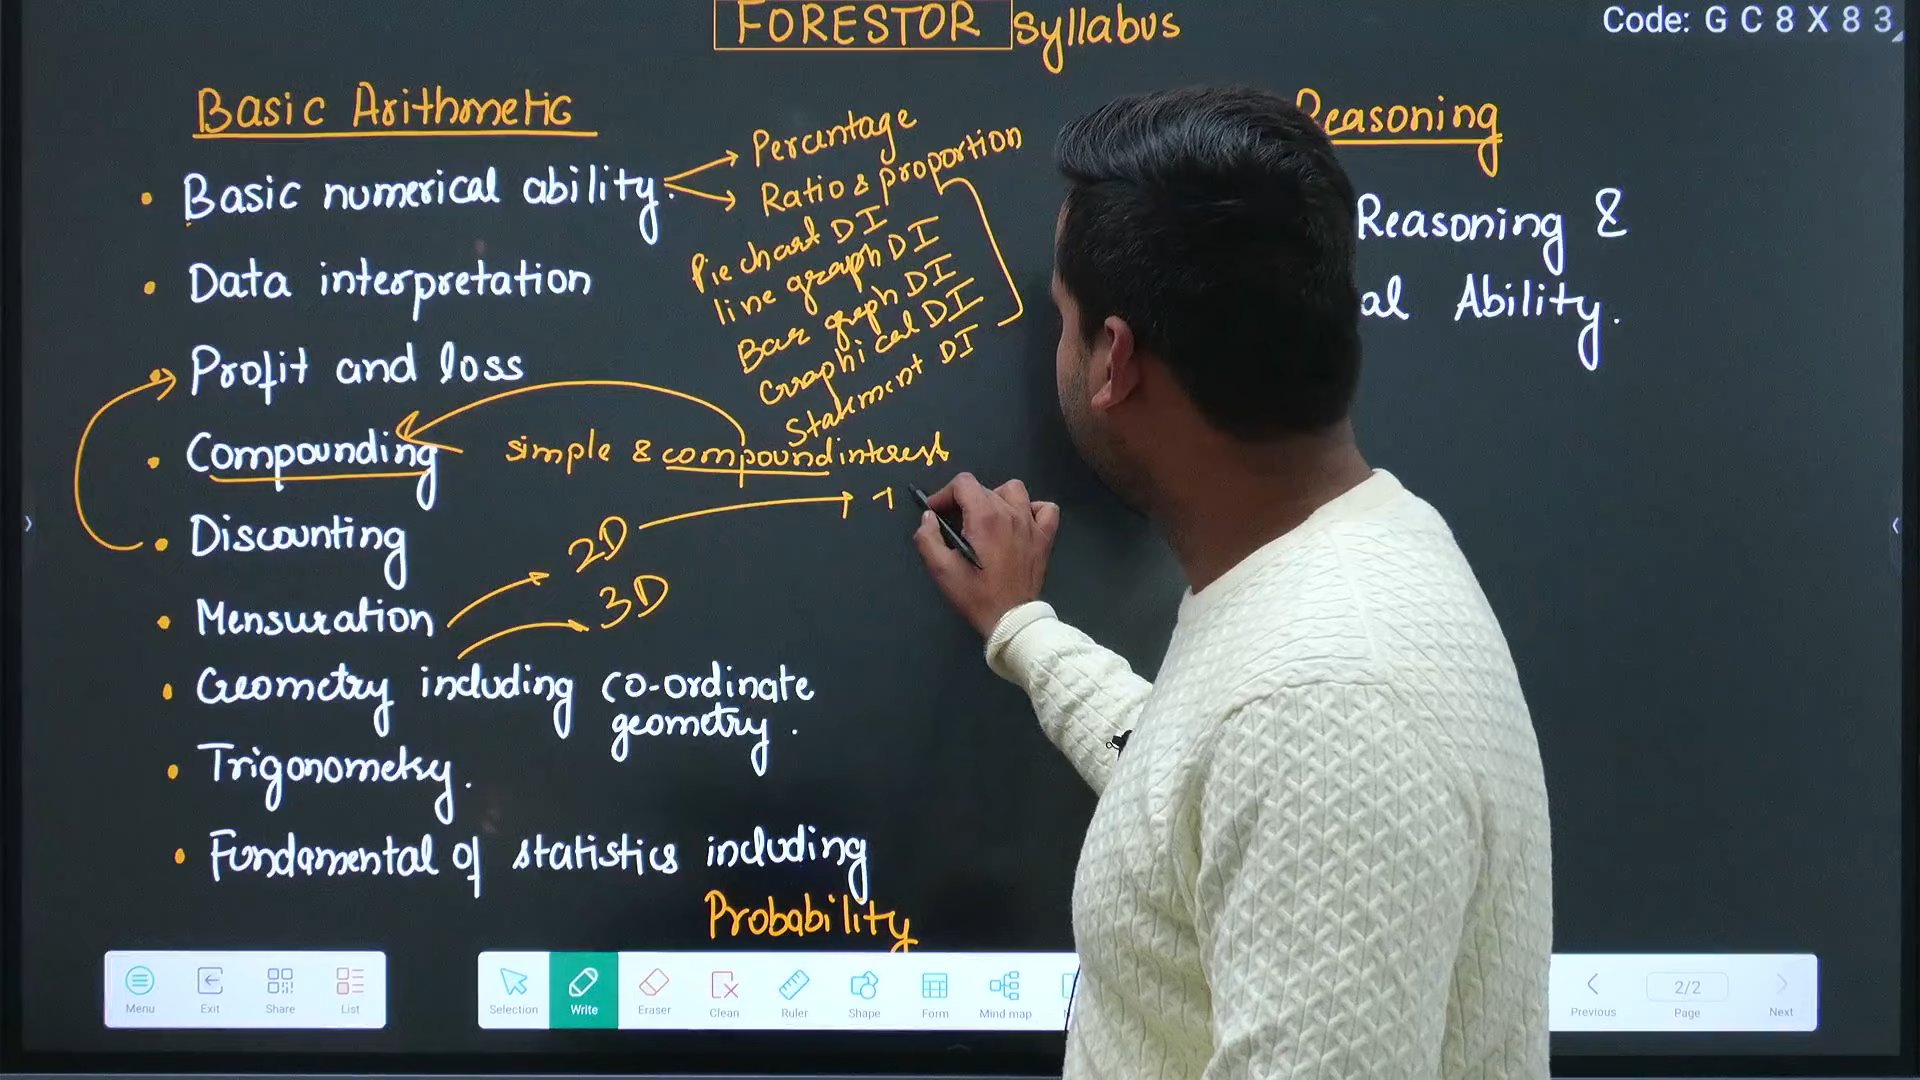 FORESTOR syllabus
Code: G C 8 X 8 3
Basic Arithmetic
Reasoning
• Basic numerical ability.
Percentage
Ratio & proportion
• Data interpretation
Pie chart DI
line graph DI
Bar graph DI
Graphical DI
Statement DI
Reasoning &
al Ability.
• Profit and loss
• Compounding
simple & compound interest
• Discounting
2D
3D
• Mensuration
• Geometry including co-ordinate
geometry.
• Trigonometry.
• Fundamental of statistics including
Probability
Menu
Exit
Share
List
Selection
Write
Eraser
Clean
Ruler
Shape
Form
Mind map
Previous
2/2
Page
Next